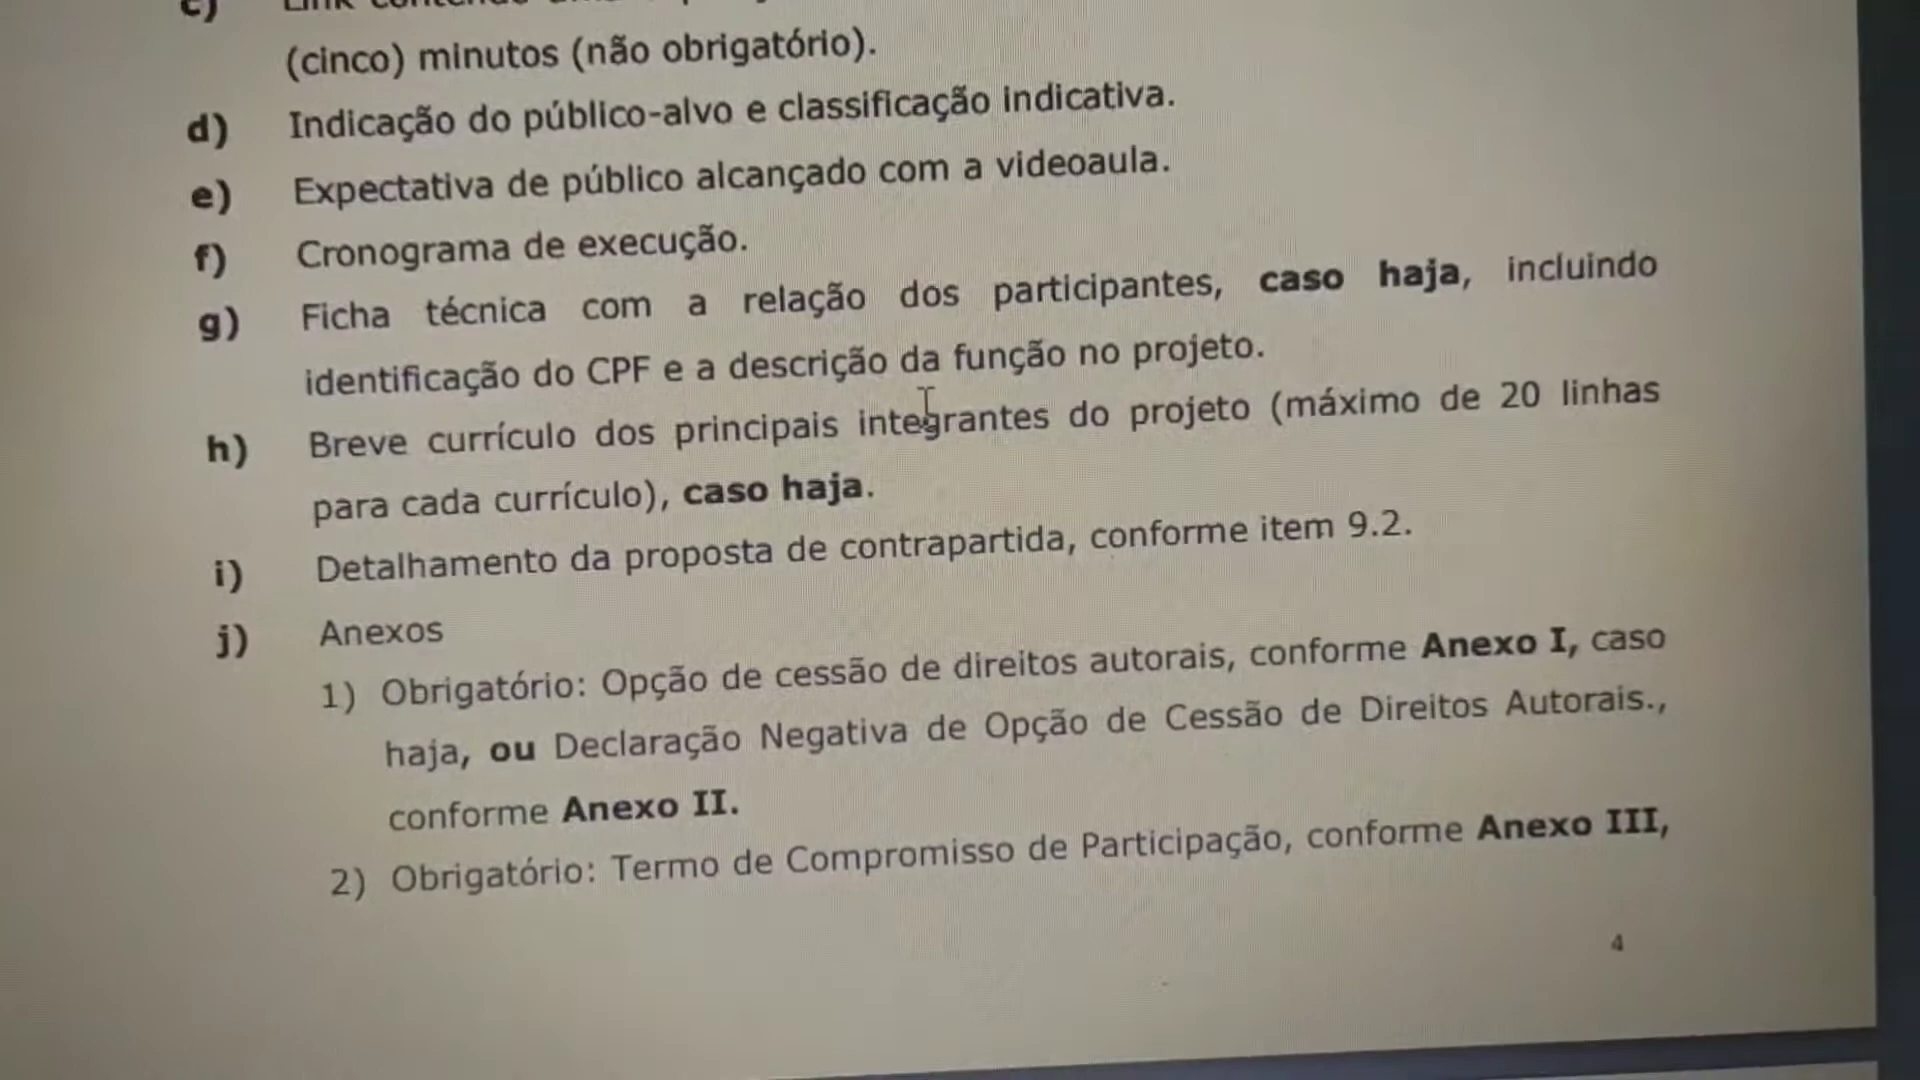 c)
(cinco) minutos (não obrigatório).
d) Indicação do público-alvo e classificação indicativa.
e) Expectativa de público alcançado com a videoaula.
f) Cronograma de execução.
g) Ficha técnica com a relação dos participantes, caso haja, incluindo
identificação do CPF e a descrição da função no projeto.
h) Breve currículo dos principais integrantes do projeto (máximo de 20 linhas
para cada currículo), caso haja.
i) Detalhamento da proposta de contrapartida, conforme item 9.2.
j) Anexos
1) Obrigatório: Opção de cessão de direitos autorais, conforme Anexo I, caso
haja, ou Declaração Negativa de Opção de Cessão de Direitos Autorais.,
conforme Anexo II.
2) Obrigatório: Termo de Compromisso de Participação, conforme Anexo III,
4